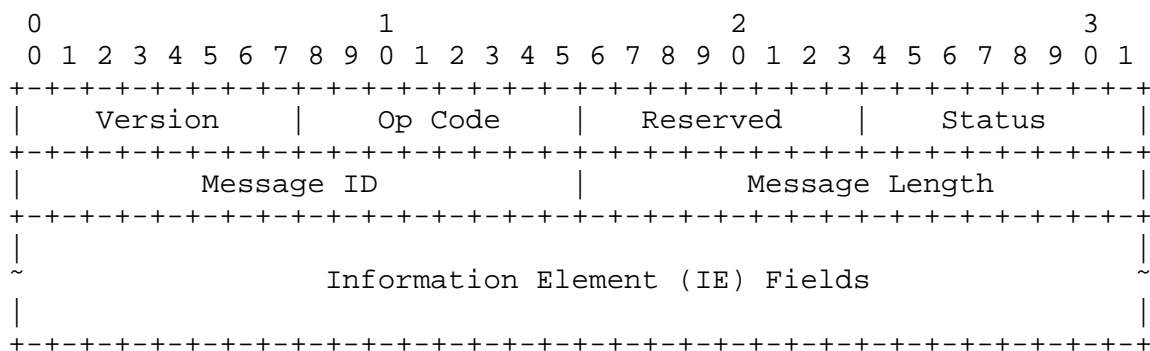 0                   1                   2                   3
 0 1 2 3 4 5 6 7 8 9 0 1 2 3 4 5 6 7 8 9 0 1 2 3 4 5 6 7 8 9 0 1
+-+-+-+-+-+-+-+-+-+-+-+-+-+-+-+-+-+-+-+-+-+-+-+-+-+-+-+-+-+-+-+-+
|    Version    |    Op Code    |   Reserved    |    Status     |
+-+-+-+-+-+-+-+-+-+-+-+-+-+-+-+-+-+-+-+-+-+-+-+-+-+-+-+-+-+-+-+-+
|          Message ID           |         Message Length        |
+-+-+-+-+-+-+-+-+-+-+-+-+-+-+-+-+-+-+-+-+-+-+-+-+-+-+-+-+-+-+-+-+
|                                                               |
~                 Information Element (IE) Fields               ~
|                                                               |
+-+-+-+-+-+-+-+-+-+-+-+-+-+-+-+-+-+-+-+-+-+-+-+-+-+-+-+-+-+-+-+-+